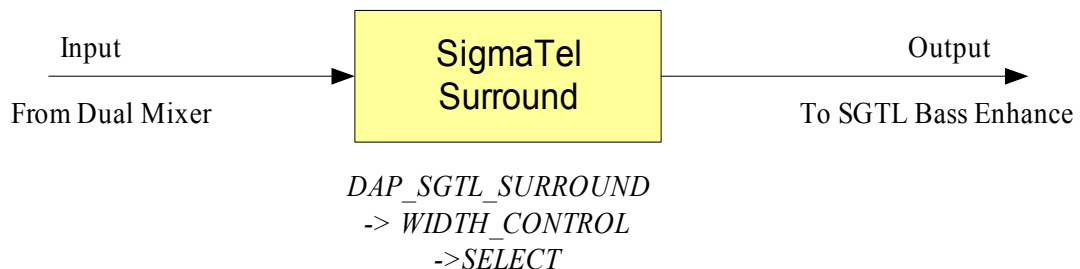 Input
From Dual Mixer
SigmaTel
Surround
Output
To SGTL Bass Enhance
DAP_SGTL_SURROUND
-> WIDTH_CONTROL
->SELECT